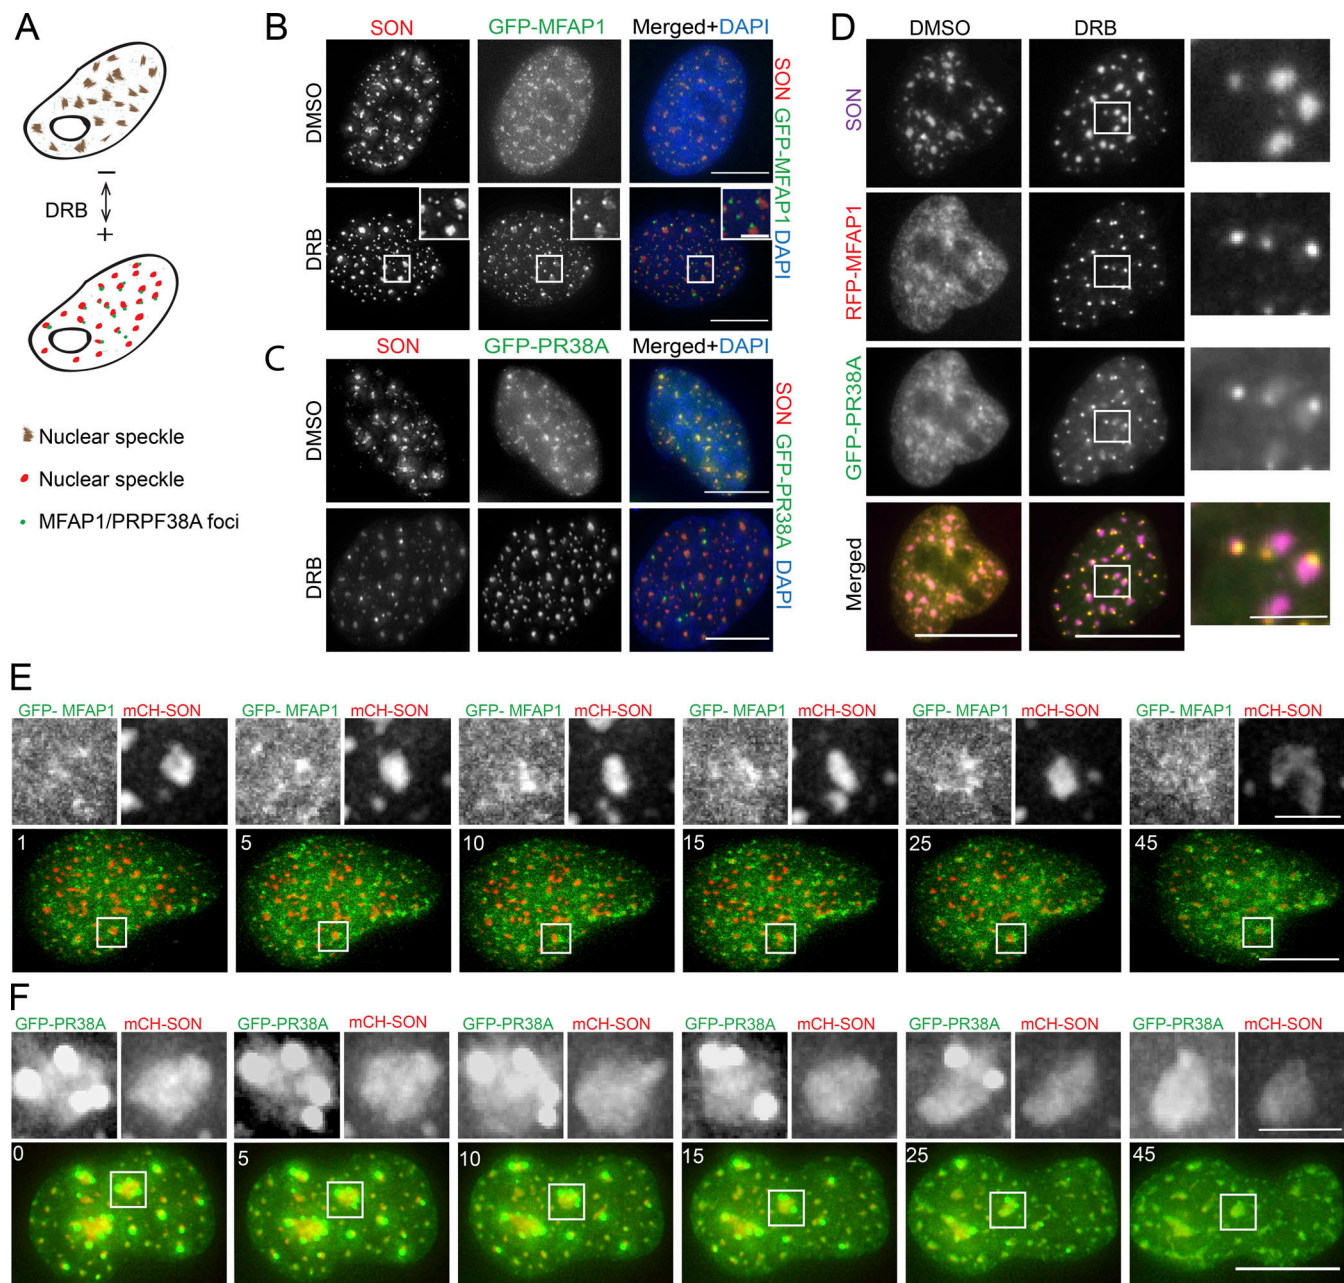 A
DRB
−
+
Nuclear speckle
Nuclear speckle
MFAP1/PRPF38A foci
B
SON
GFP-MFAP1
Merged+DAPI
DMSO
DRB
SON GFP-MFAP1 DAPI
C
SON
GFP-PR38A
Merged+DAPI
DMSO
DRB
SON GFP-PR38A DAPI
D
DMSO
DRB
SON
RFP-MFAP1
GFP-PR38A
Merged
E
GFP- MFAP1 mCH-SON
GFP- MFAP1 mCH-SON
GFP- MFAP1 mCH-SON
GFP- MFAP1 mCH-SON
GFP- MFAP1 mCH-SON
GFP- MFAP1 mCH-SON
1
5
10
15
25
45
F
GFP-PR38A mCH-SON
GFP-PR38A mCH-SON
GFP-PR38A mCH-SON
GFP-PR38A mCH-SON
GFP-PR38A mCH-SON
GFP-PR38A mCH-SON
0
5
10
15
25
45